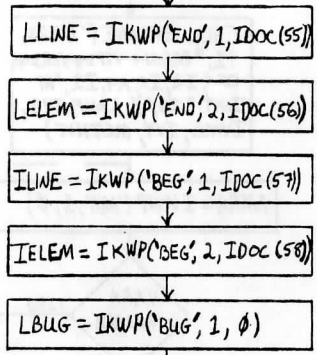 LLINE = IKWP('END', 1, IDOC(55))
LELEM = IKWP('END', 2, IDOC(56))
ILINE = IKWP('BEG', 1, IDOC(57))
IELEM = IKWP('BEG', 2, IDOC(58))
LBUG = IKWP('BUG', 1, φ)